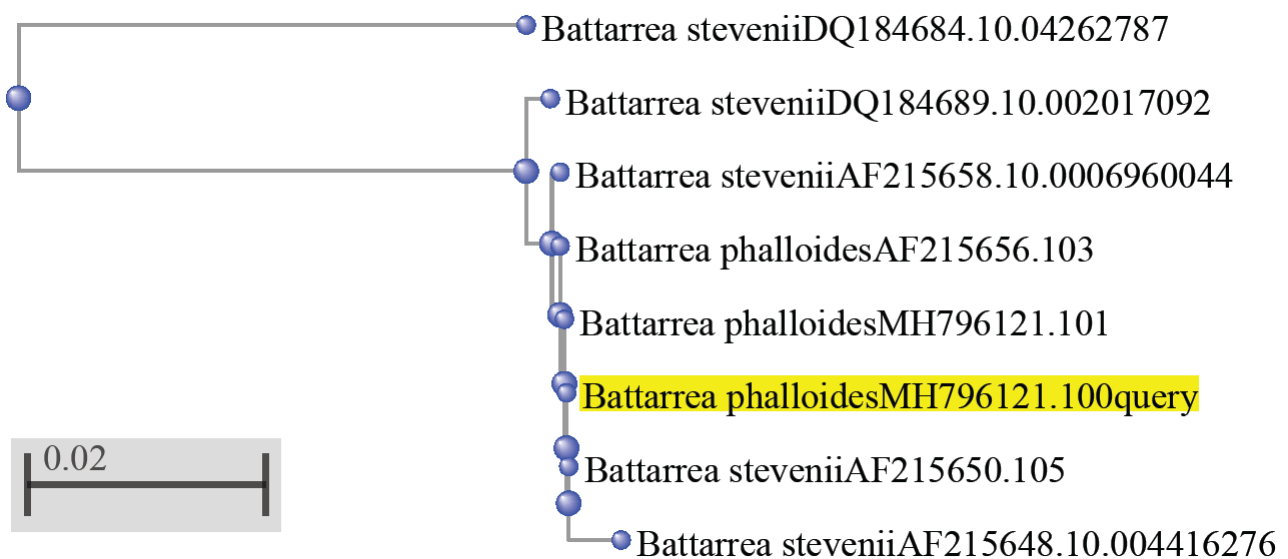 Battarrea steveniiDQ184684.10.04262787
Battarrea steveniiDQ184689.10.002017092
Battarrea steveniiAF215658.10.0006960044
Battarrea phalloidesAF215656.103
Battarrea phalloidesMH796121.101
Battarrea phalloidesMH796121.100query
Battarrea steveniiAF215650.105
Battarrea steveniiAF215648.10.004416276
0.02